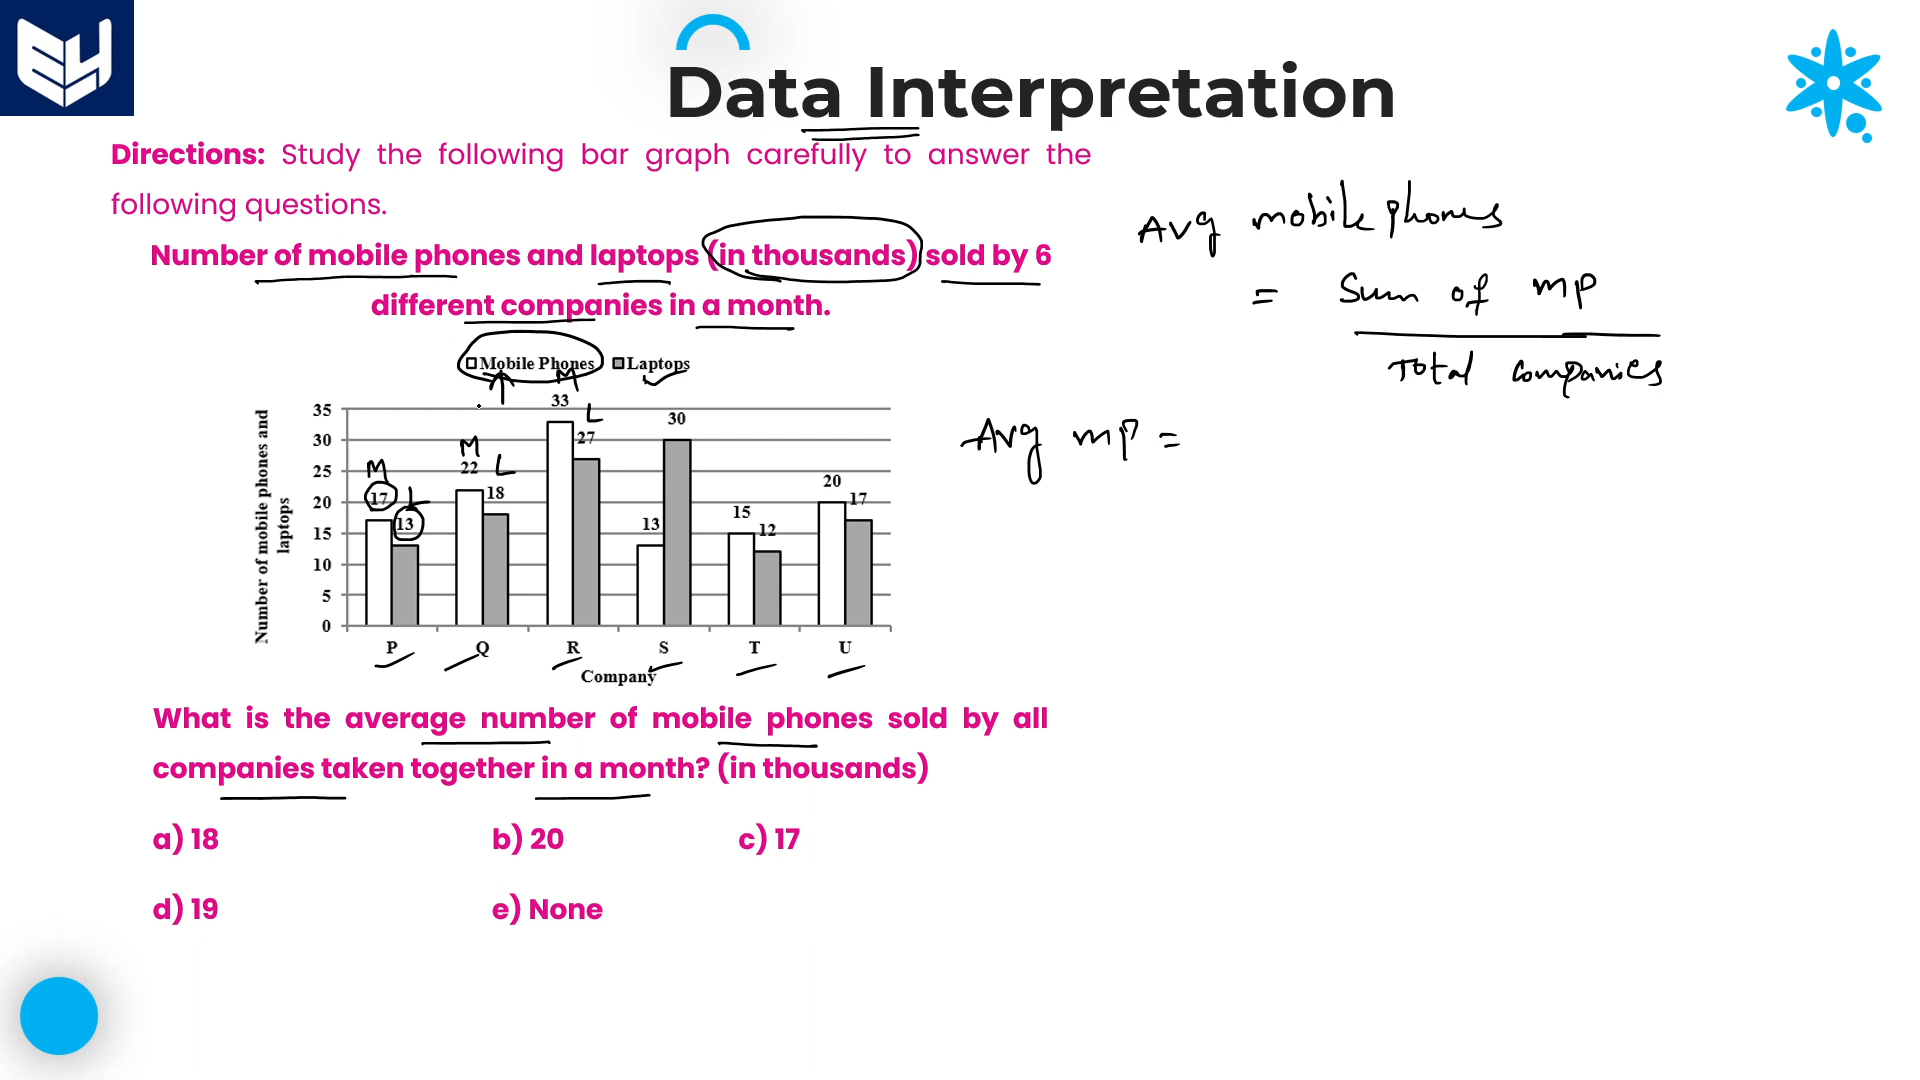 EY
Data Interpretation
Directions: Study the following bar graph carefully to answer the
following questions.
Number of mobile phones and laptops (in thousands) sold by 6
different companies in a month.
Mobile Phones Laptops
Number of mobile phones and
laptops
35
30
25
20
15
10
5
0
M
17
L
13
M
22
L
18
M
33
L
27
13
30
15
12
20
17
P Q R S T U
Company
What is the average number of mobile phones sold by all
companies taken together in a month? (in thousands)
a) 18 b) 20 c) 17
d) 19 e) None
Avg mobile phones
= Sum of MP
Total companies
Avg MP =